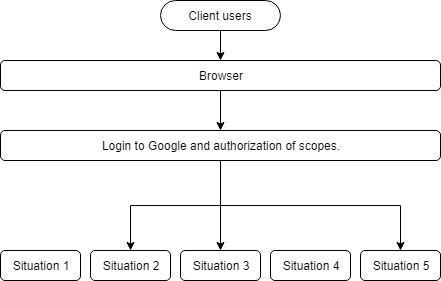 Client users
Browser
Login to Google and authorization of scopes.
Situation 1
Situation 2
Situation 3
Situation 4
Situation 5